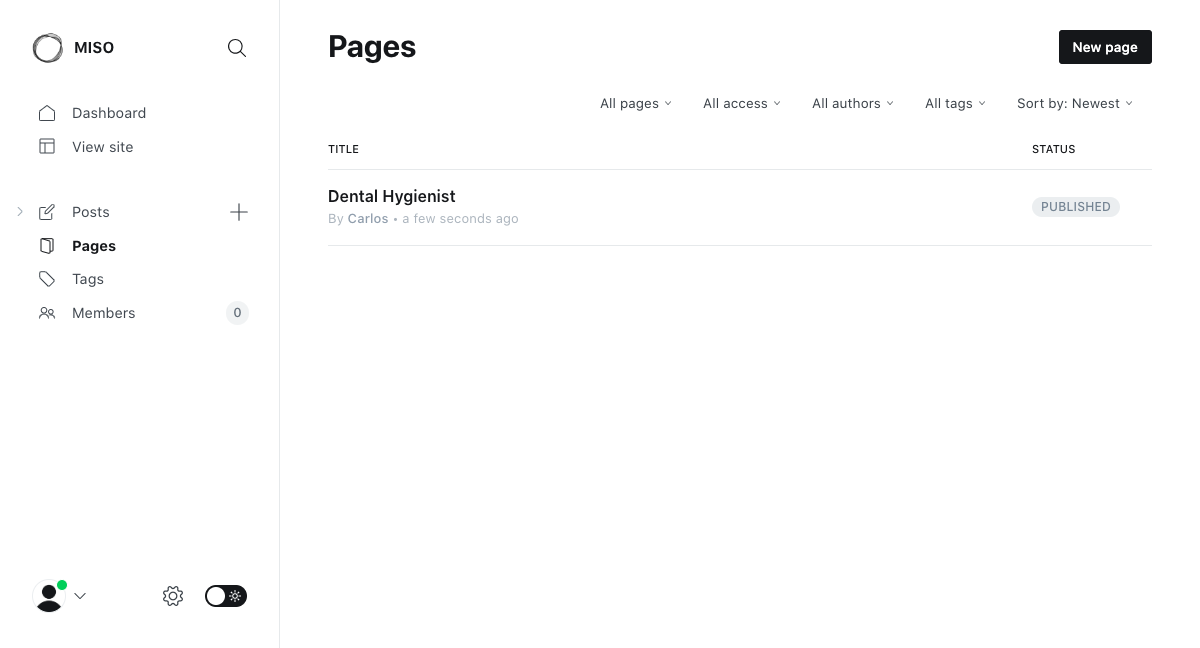 MISO
Dashboard
View site
Posts
Pages
Tags
Members
0
Pages
New page
All pages
All access
All authors
All tags
Sort by: Newest
TITLE
STATUS
Dental Hygienist
By Carlos • a few seconds ago
PUBLISHED